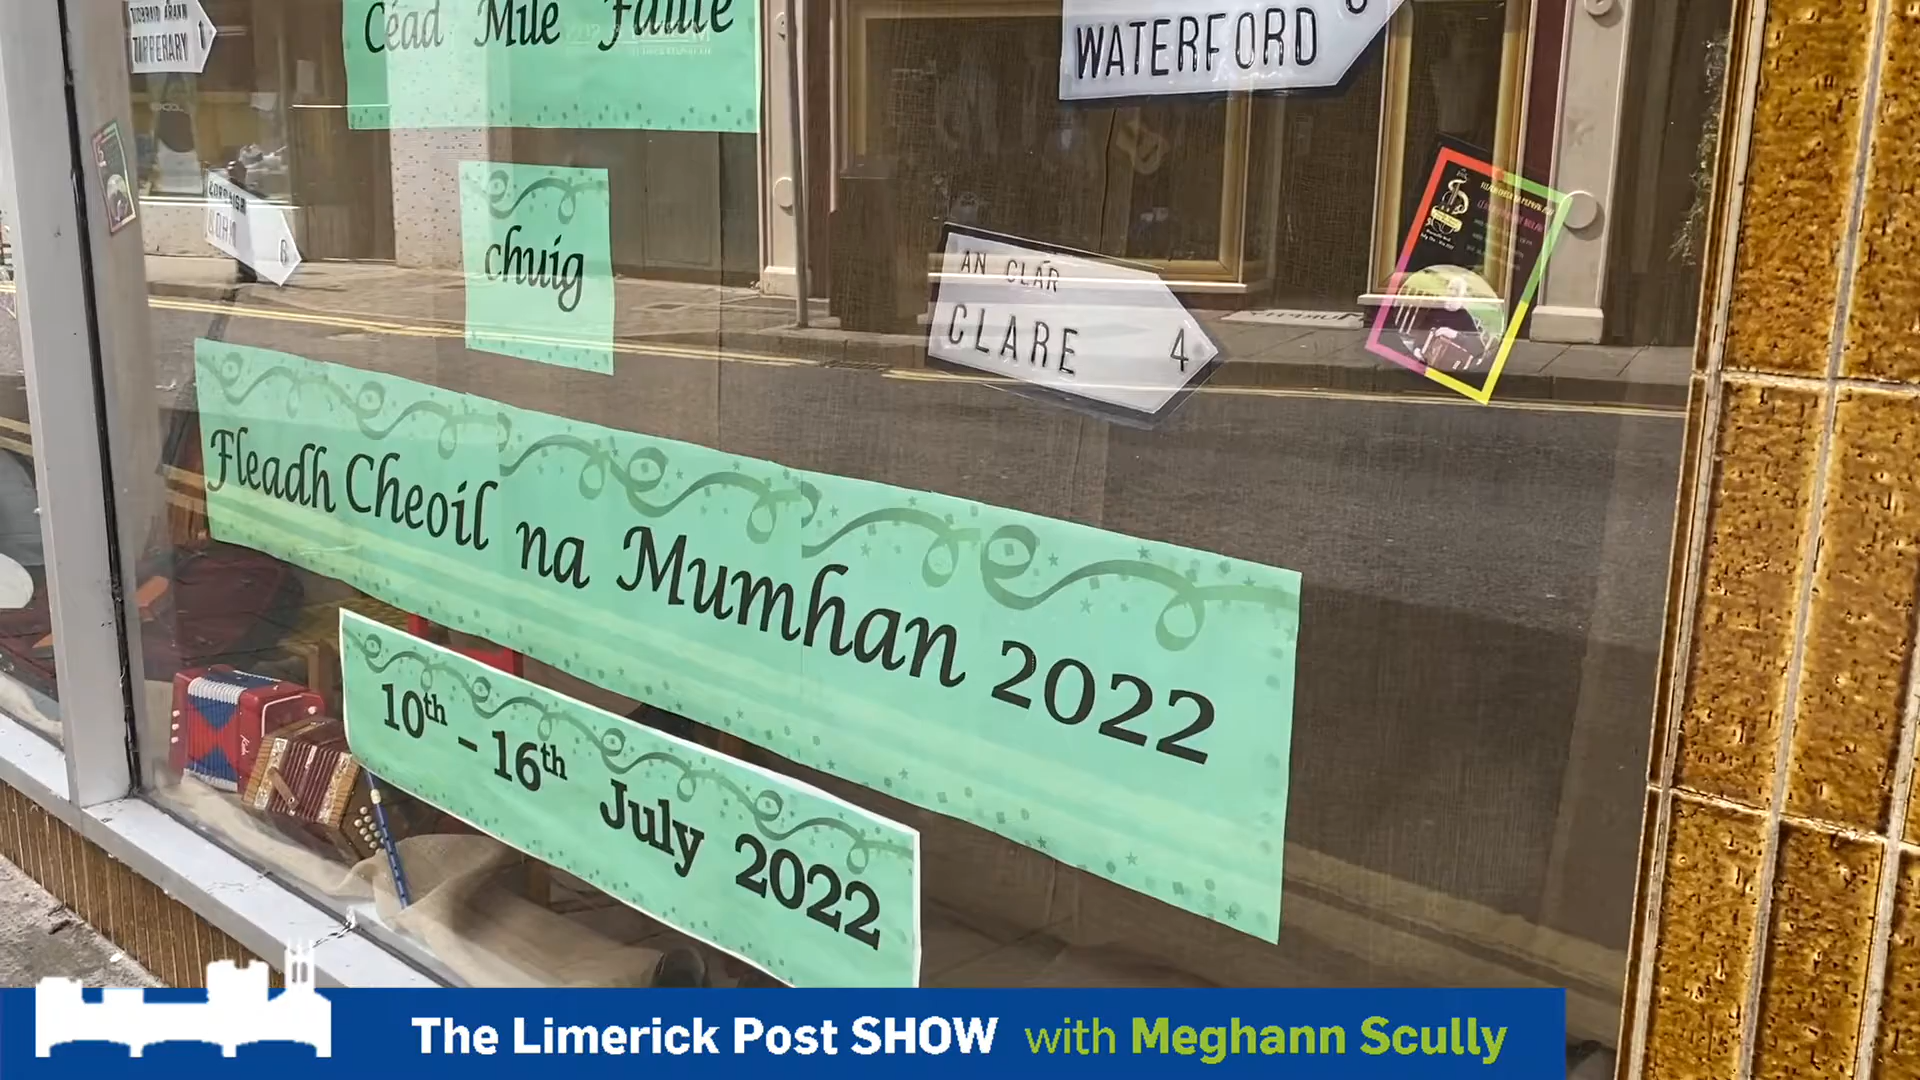 TIPPERARY
Céad Míle Fáilte
WATERFORD
chuig
AN CLÁR
CLARE 4
Fleadh Cheoil na Mumhan 2022
10th - 16th July 2022
The Limerick Post SHOW with Meghann Scully